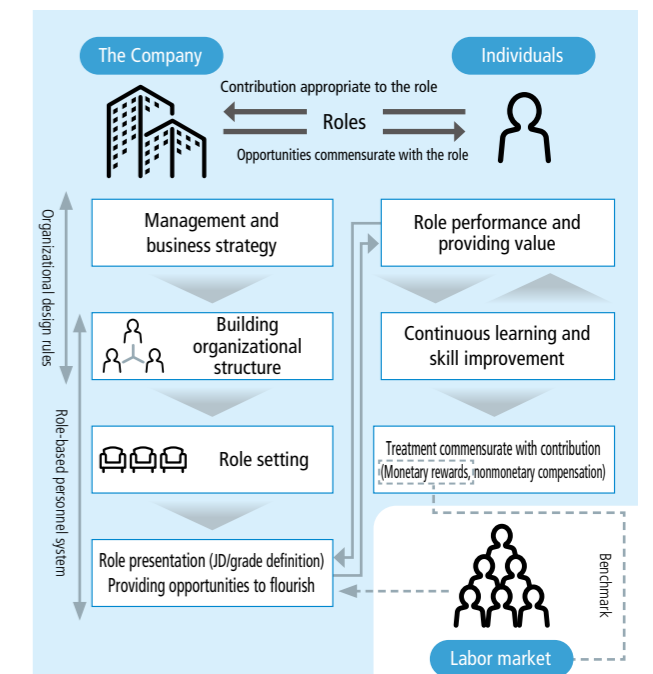 The Company
Individuals
Contribution appropriate to the role
Roles
Opportunities commensurate with the role
Organizational design rules
Role-based personnel system
Management and
business strategy
Building
organizational
structure
Role setting
Role presentation (JD/grade definition)
Providing opportunities to flourish
Role performance and
providing value
Continuous learning and
skill improvement
Treatment commensurate with contribution
(Monetary rewards, nonmonetary compensation)
Benchmark
Labor market